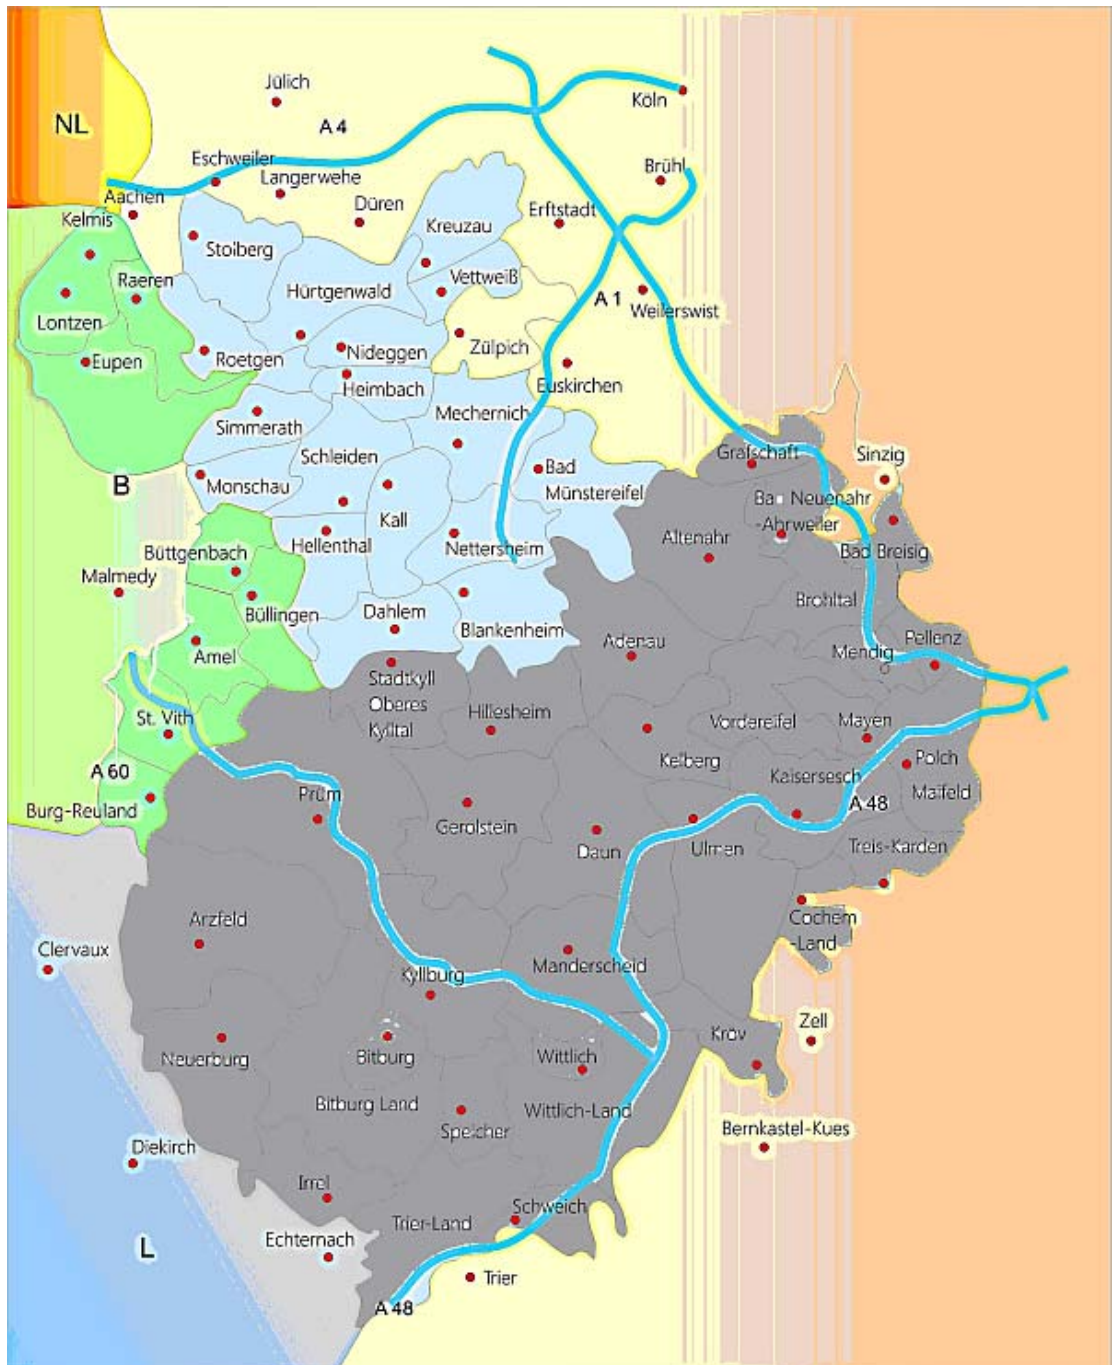 Jülich
Köln
NL
A 4
Eschweiler
Langerwehe
Brühl
Aachen
Düren
Erftstadt
Kelmis
Kreuzau
Stolberg
Raeren
Vettweiß
Hürtgenwald
A 1
Weilerswist
Lontzen
Zülpich
Eupen
Roetgen
Nideggen
Heimbach
Euskirchen
Mechernich
Simmerath
Schleiden
Grafschaft
Sinzig
B
Monschau
Bad
Münstereifel
Bad Neuenahr
-Ahrweiler
Kall
Altenahr
Hellenthal
Nettersheim
Bad Breisig
Büttgenbach
Malmedy
Büllingen
Dahlem
Brohltal
Blankenheim
Adenau
Pellenz
Amel
Mendig
Stadtkyll
Oberes
Kylltal
St. Vith
Hillesheim
Vordereifel
Mayen
Kelberg
A 60
Kaisersesch
Polch
Maifeld
Prüm
Burg-Reuland
A 48
Gerolstein
Daun
Ulmen
Treis-Karden
Arzfeld
Cochem
-Land
Clervaux
Manderscheid
Kyllburg
Zell
Kröv
Neuerburg
Bitburg
Wittlich
Bitburg Land
Wittlich-Land
Speicher
Bernkastel-Kues
Diekirch
Irrel
Schweich
Trier-Land
Echternach
L
Trier
A 48